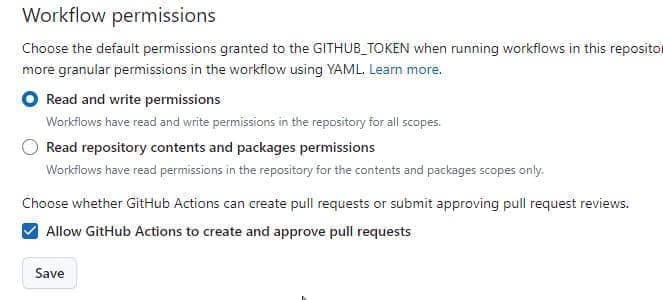 Workflow permissions
Choose the default permissions granted to the GITHUB_TOKEN when running workflows in this
more granular permissions in the workflow using YAML. Learn more.
Read and write permissions
Workflows have read and write permissions in the repository for all scopes.
Read repository contents and packages permissions
Workflows have read permissions in the repository for the contents and packages scopes only.
Choose whether GitHub Actions can create pull requests or submit approving pull request reviews.
Allow GitHub Actions to create and approve pull requests
Save